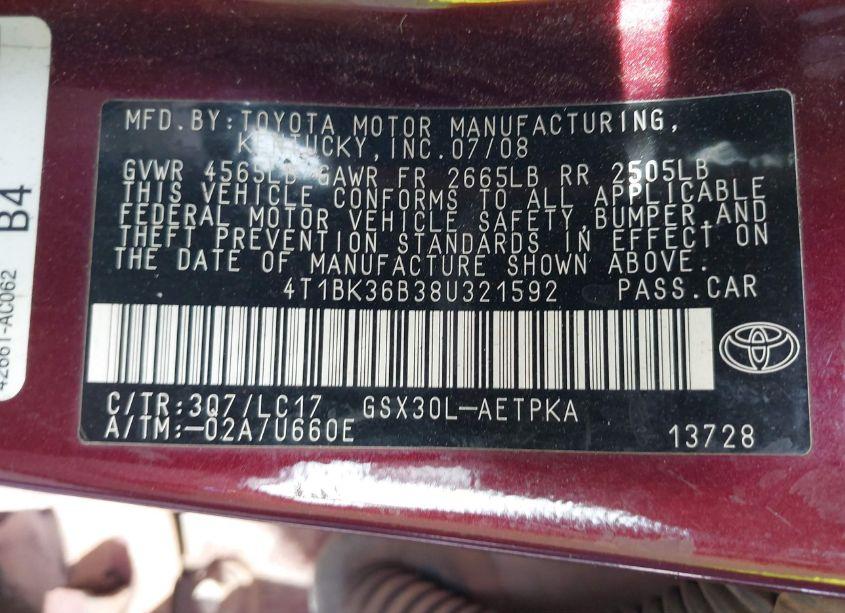 MFD.BY:TOYOTA MOTOR MANUFACTURING,
KENTUCKY,INC.07/08
GVWR 4565LB GAWR FR 2665LB RR 2505LB
THIS VEHICLE CONFORMS TO ALL APPLICABLE
FEDERAL MOTOR VEHICLE SAFETY,BUMPER,AND
THEFT PREVENTION STANDARDS IN EFFECT ON
THE DATE OF MANUFACTURE SHOWN ABOVE.
4T1BK36B38U321592 PASS.CAR
C/TR:3Q7/LC17 GSX30L-AETPKA
A/TM:-02A/U660E 13728
B4
42661-AC062